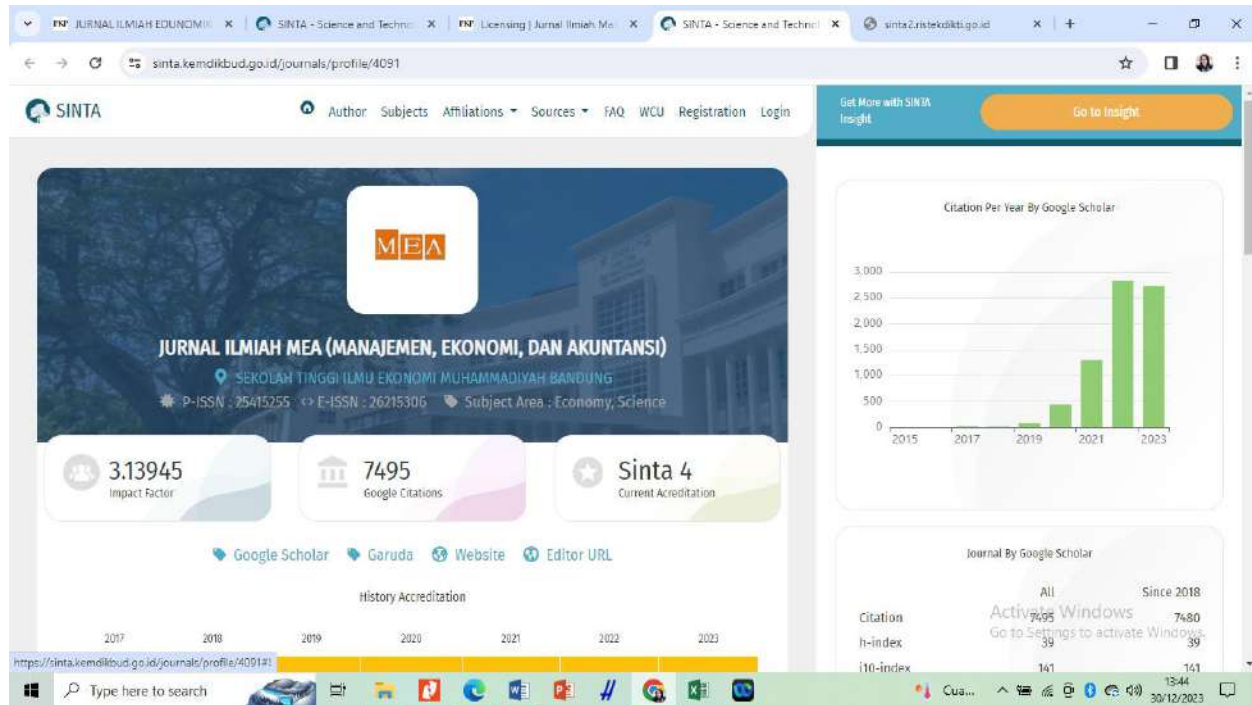 JURNAL ILMIAH EDUNOMIK
SINTA - Science and Techno
Licensing | Jurnal Ilmiah Ma
SINTA - Science and Technol
sinta2.ristekdikti.go.id
sinta.kemdikbud.go.id/journals/profile/4091
SINTA
Author Subjects Affiliations Sources FAQ WCU Registration Login
Get More with SINTA
Insight
Go to Insight
MEA
JURNAL ILMIAH MEA (MANAJEMEN, EKONOMI, DAN AKUNTANSI)
SEKOLAH TINGGI ILMU EKONOMI MUHAMMADIYAH BANDUNG
P-ISSN : 25415255 <> E-ISSN : 26215306 Subject Area : Economy, Science
3.13945
Impact Factor
7495
Google Citations
Sinta 4
Current Acreditation
Google Scholar Garuda Website Editor URL
History Accreditation
2017 2018 2019 2020 2021 2022 2023
Citation Per Year By Google Scholar
3,000
2,500
2,000
1,500
1,000
500
0
2015 2017 2019 2021 2023
Journal By Google Scholar
All Since 2018
Citation 7495 7480
h-index 39 39
i10-index 141 141
Activate Windows
Go to Settings to activate Windows.
https://sinta.kemdikbud.go.id/journals/profile/4091#!
Type here to search
Cua...
13:44
30/12/2023